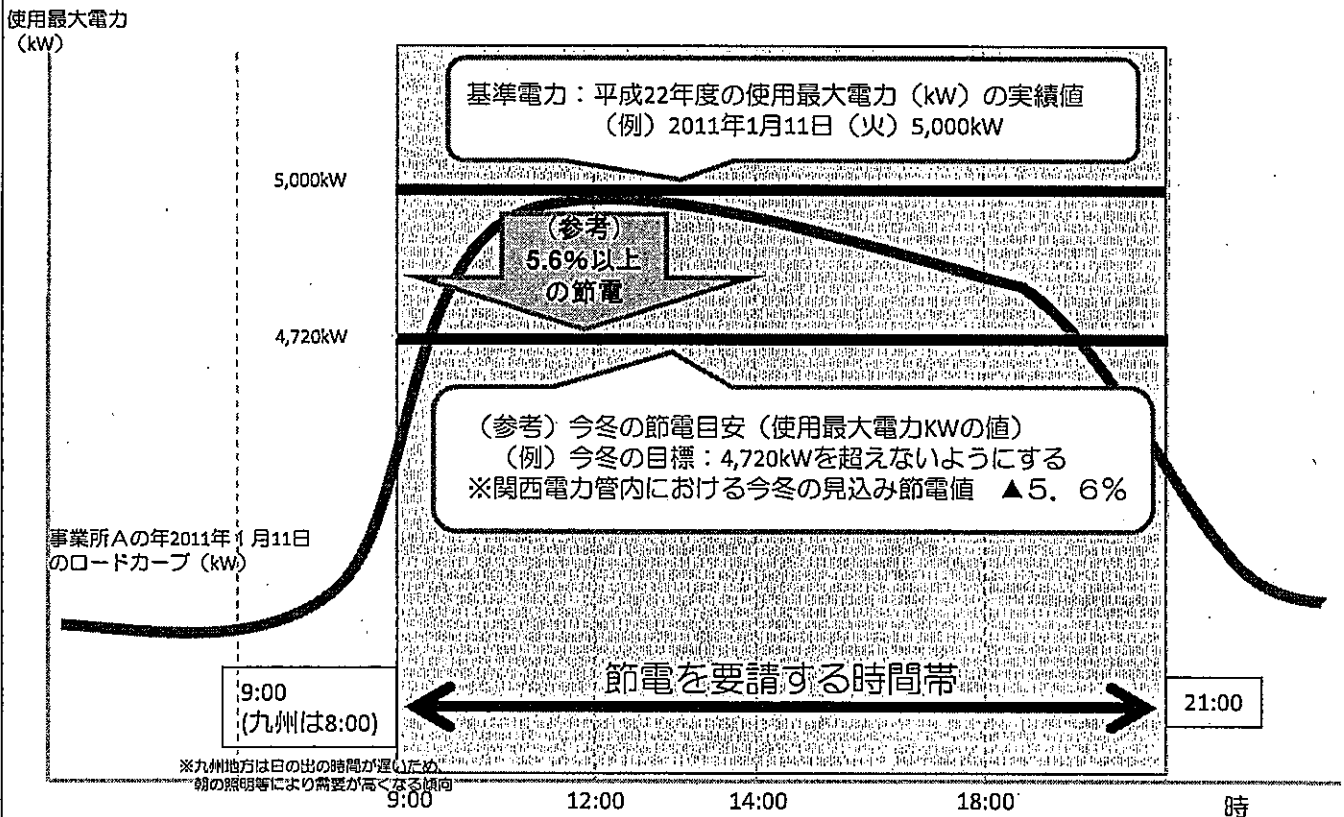 使用最大電力
（kW）
基準電力：平成22年度の使用最大電力（kW）の実績値
（例）2011年1月11日（火）5,000kW
5,000kW
（参考）
5.6%以上
の節電
4,720kW
（参考）今冬の節電目安（使用最大電力KWの値）
（例）今冬の目標：4,720kWを超えないようにする
※関西電力管内における今冬の見込み節電値　▲５．６％
事業所Aの年2011年1月11日
のロードカーブ（kW）
節電を要請する時間帯
9:00
(九州は8:00)
21:00
※九州地方は日の出の時間が遅いため、
朝の照明等により需要が高くなる傾向
9:00
12:00
14:00
18:00
時